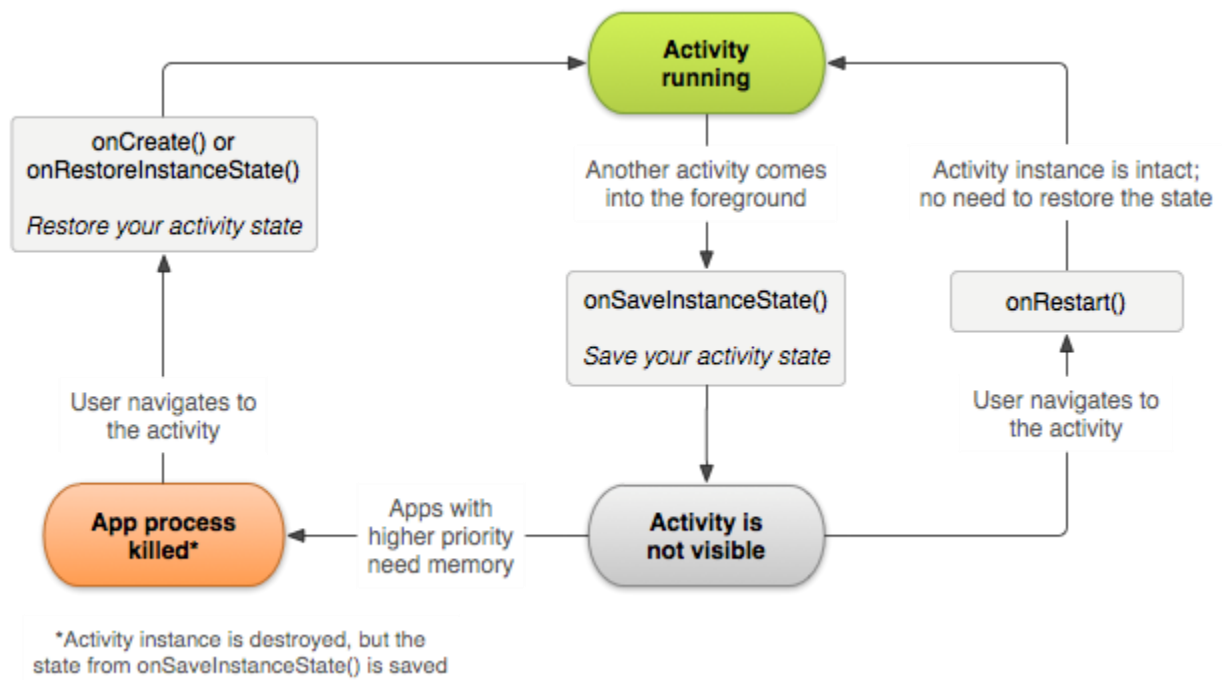 Activity
running
onCreate() or
onRestoreInstanceState()
Restore your activity state
Another activity comes
into the foreground
Activity instance is intact;
no need to restore the state
onSaveInstanceState()
Save your activity state
onRestart()
User navigates to
the activity
User navigates to
the activity
App process
killed*
Apps with
higher priority
need memory
Activity is
not visible
*Activity instance is destroyed, but the
state from onSaveInstanceState() is saved